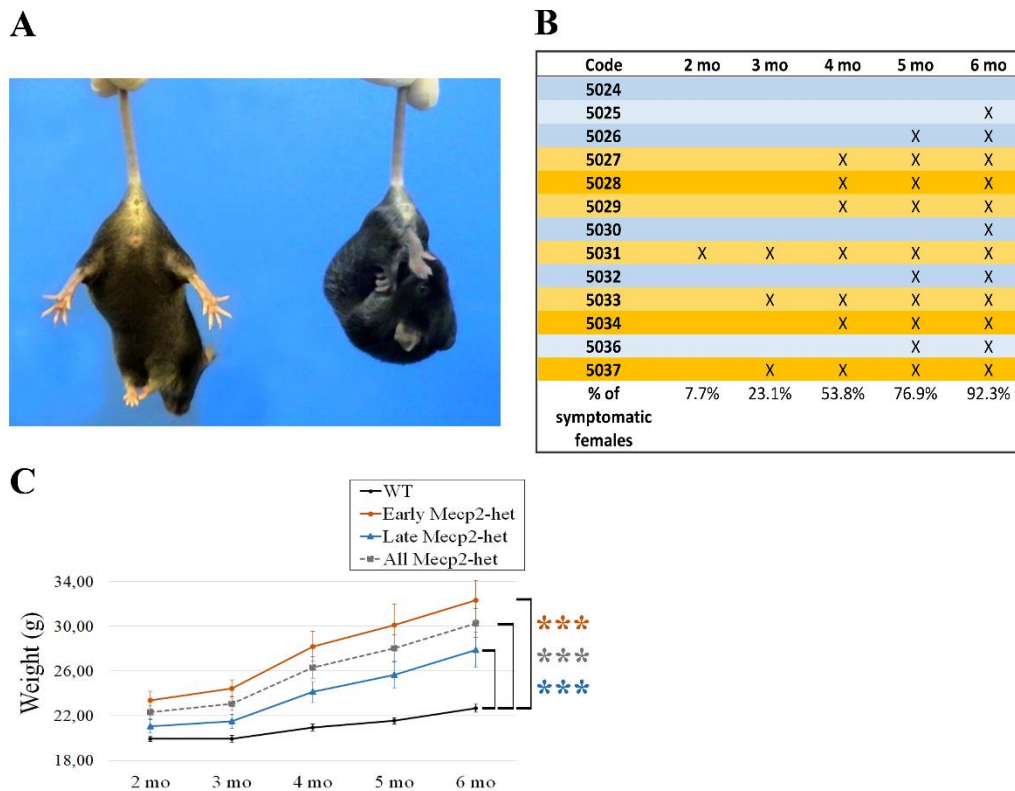 A
B
Code 2 mo 3 mo 4 mo 5 mo 6 mo
5024
5025 X
5026 X X
5027 X X X
5028 X X X
5029 X X X
5030 X
5031 X X X X X
5032 X X
5033 X X X X
5034 X X X
5036 X X
5037 X X X X
% of 7.7% 23.1% 53.8% 76.9% 92.3%
symptomatic
females
C
WT
Early Mecp2-het
Late Mecp2-het
All Mecp2-het
Weight (g)
34,00
30,00
26,00
22,00
18,00
2 mo 3 mo 4 mo 5 mo 6 mo
***
***
***